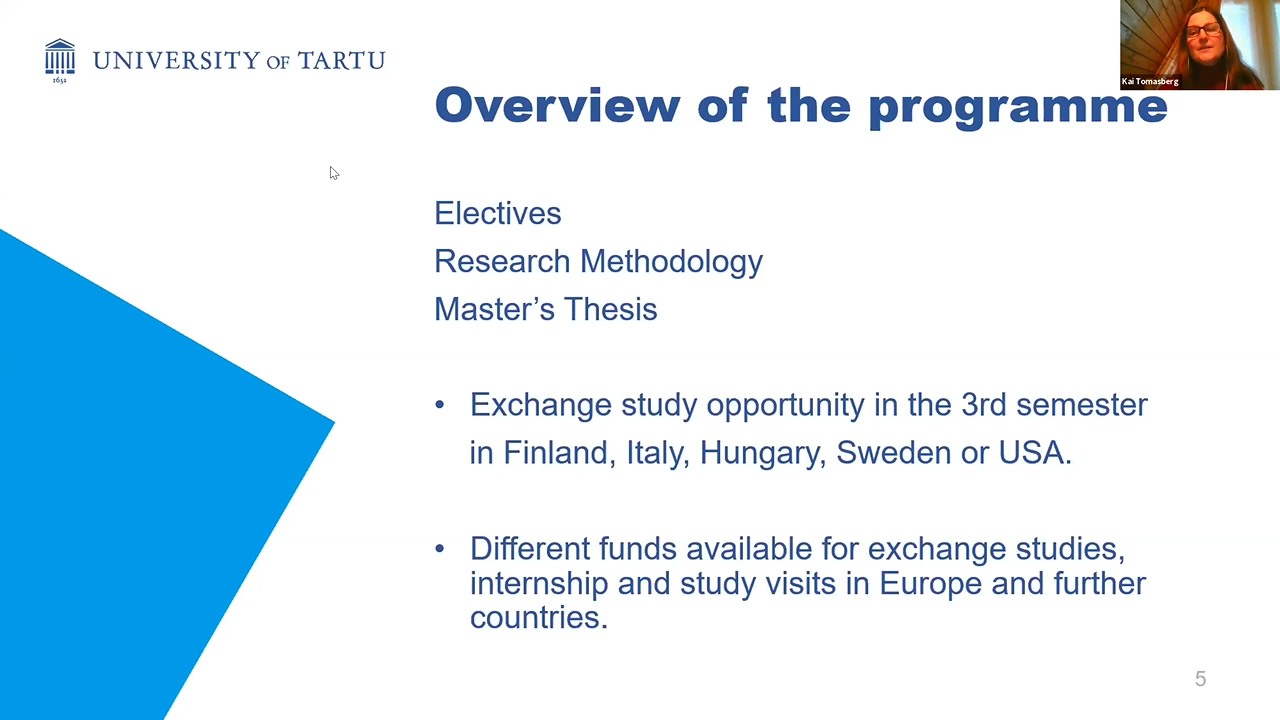 UNIVERSITY OF TARTU
1632
Kai Tomasberg
Overview of the programme
Electives
Research Methodology
Master’s Thesis
• Exchange study opportunity in the 3rd semester
in Finland, Italy, Hungary, Sweden or USA.
• Different funds available for exchange studies,
internship and study visits in Europe and further
countries.
5